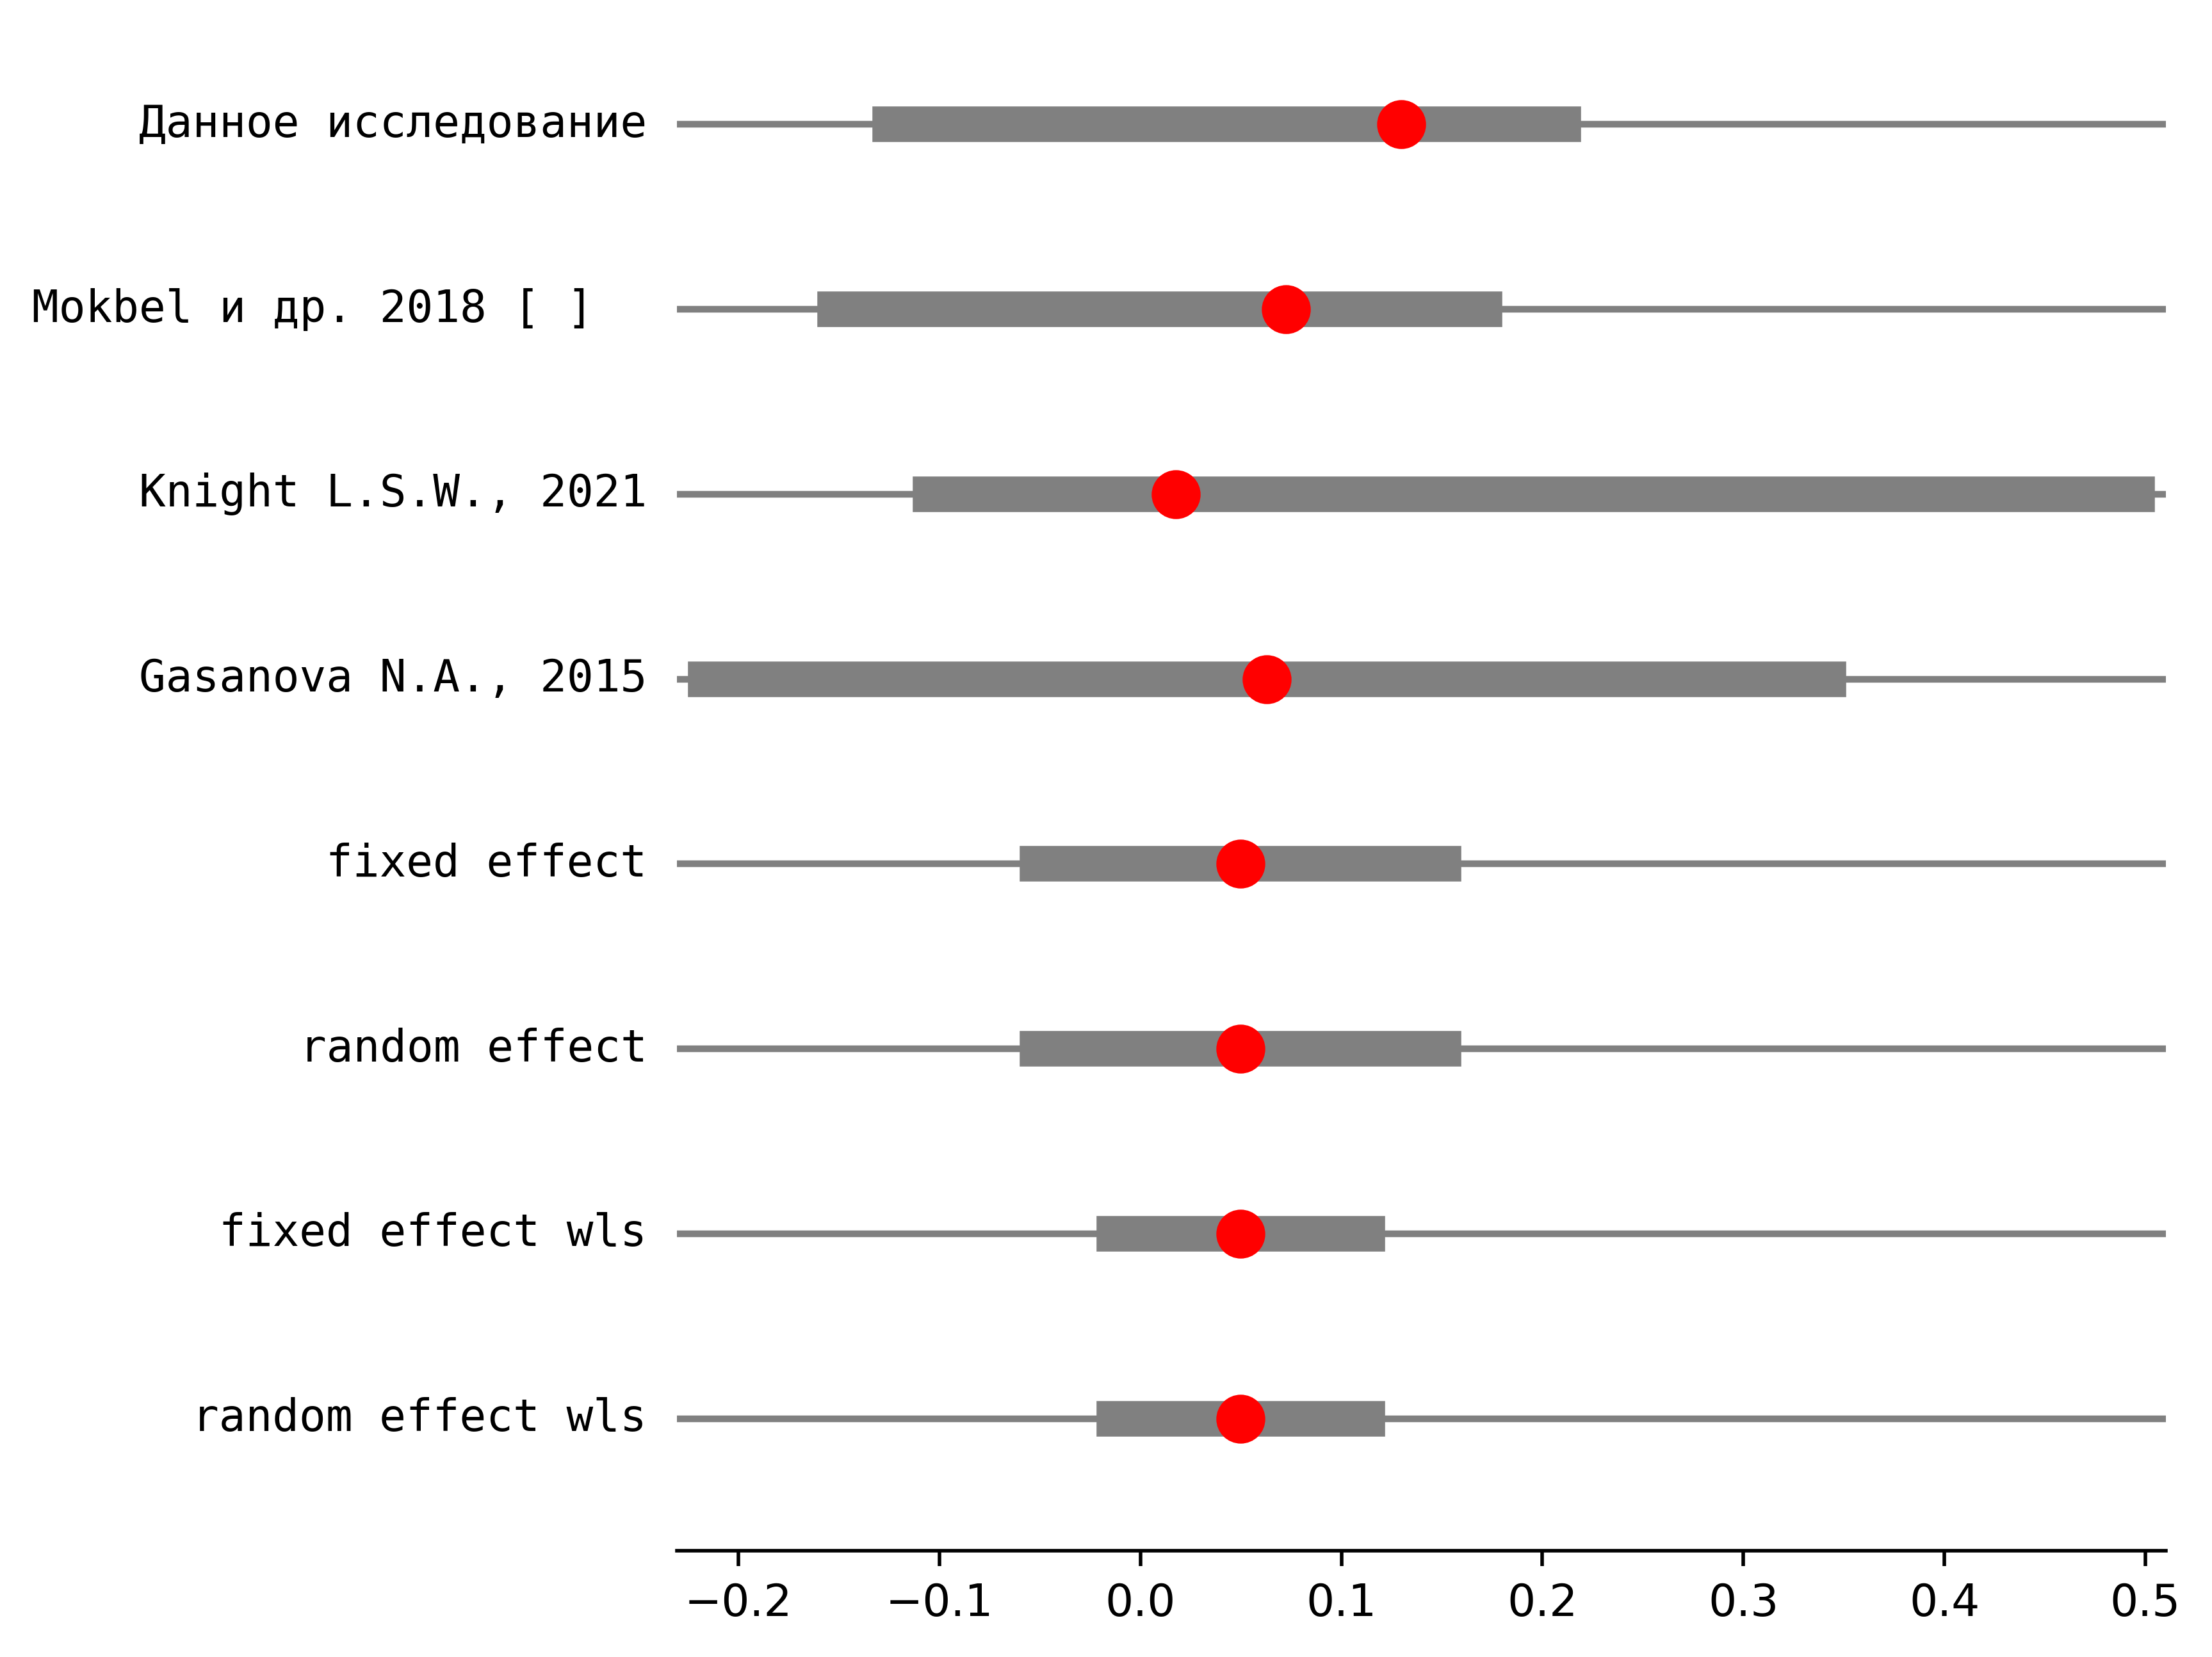 Данное исследование
Mokbel и др. 2018 [ ]
Knight L.S.W., 2021
Gasanova N.A., 2015
fixed effect
random effect
fixed effect wls
random effect wls
−0.2 −0.1 0.0 0.1 0.2 0.3 0.4 0.5